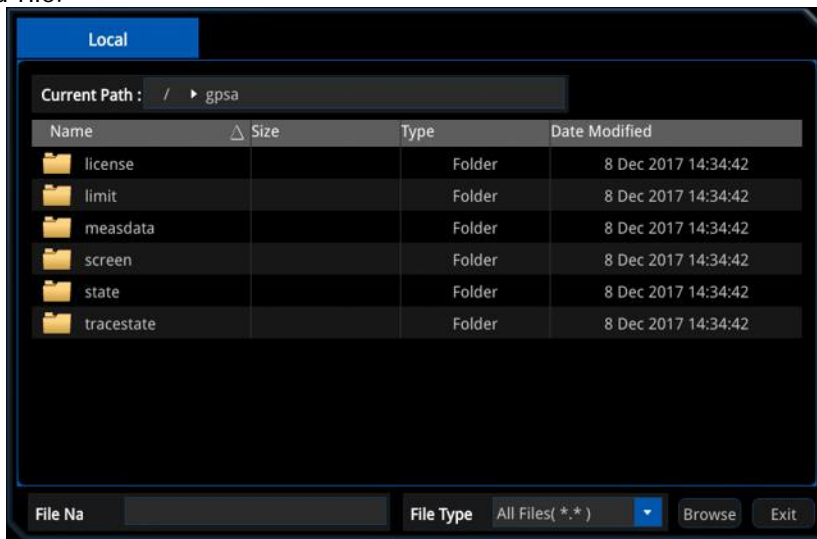 Local
Current Path : / ▸ gpsa
Name △ Size Type Date Modified
license Folder 8 Dec 2017 14:34:42
limit Folder 8 Dec 2017 14:34:42
measdata Folder 8 Dec 2017 14:34:42
screen Folder 8 Dec 2017 14:34:42
state Folder 8 Dec 2017 14:34:42
tracestate Folder 8 Dec 2017 14:34:42
File Na File Type All Files( *.* ) Browse Exit